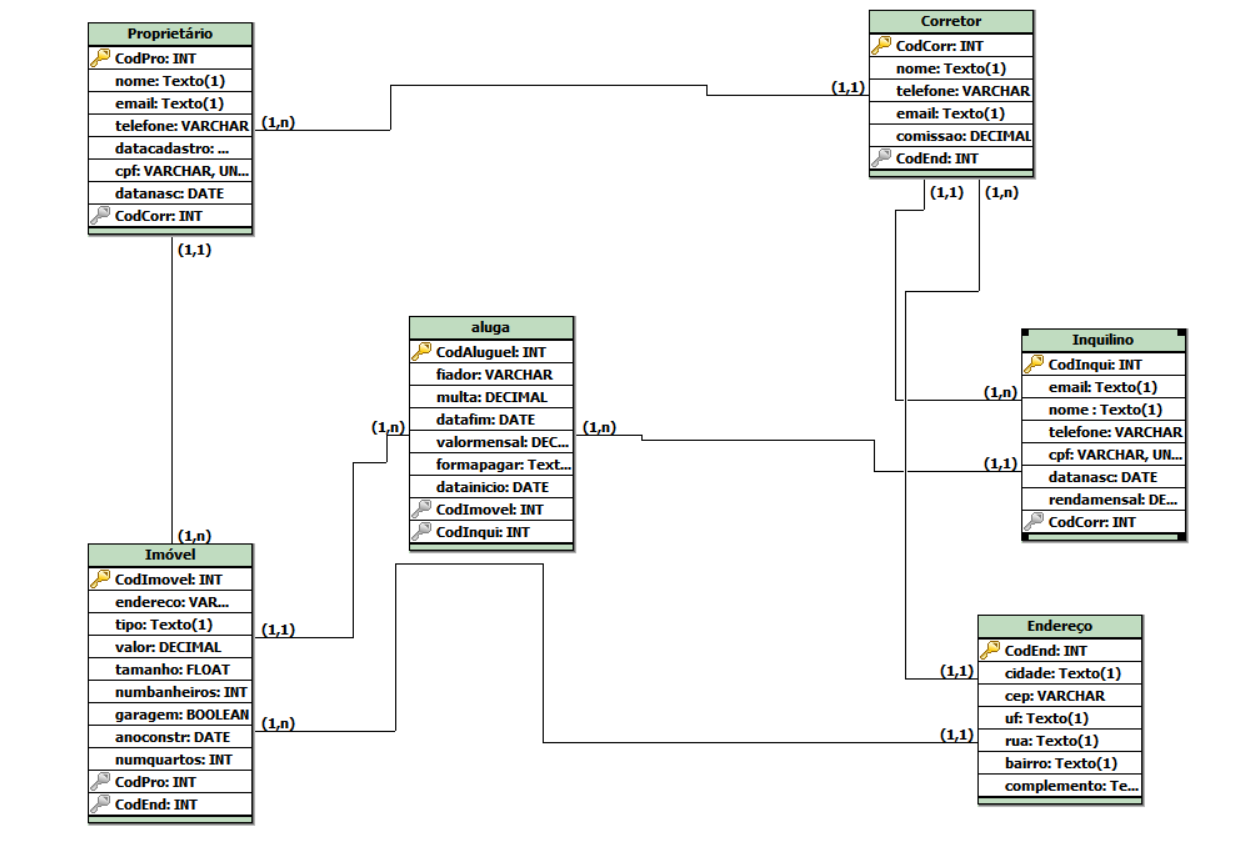 Proprietário
CodPro: INT
nome: Texto(1)
email: Texto(1)
telefone: VARCHAR
datacadastro: ...
cpf: VARCHAR, UN...
datanasc: DATE
CodCorr: INT
(1,n)
(1,1)
(1,1)
Corretor
CodCorr: INT
nome: Texto(1)
telefone: VARCHAR
email: Texto(1)
comissao: DECIMAL
CodEnd: INT
(1,1)
(1,n)
aluga
CodAluguel: INT
fiador: VARCHAR
multa: DECIMAL
datafim: DATE
valormensal: DEC...
formapagar: Text...
datainicio: DATE
CodImovel: INT
CodInqui: INT
(1,n)
(1,n)
Inquilino
CodInqui: INT
email: Texto(1)
nome : Texto(1)
telefone: VARCHAR
cpf: VARCHAR, UN...
datanasc: DATE
rendamensal: DE...
CodCorr: INT
(1,n)
(1,1)
(1,n)
Imóvel
CodImovel: INT
endereco: VAR...
tipo: Texto(1)
valor: DECIMAL
tamanho: FLOAT
numbanheiros: INT
garagem: BOOLEAN
anoconstr: DATE
numquartos: INT
CodPro: INT
CodEnd: INT
(1,1)
(1,n)
Endereço
CodEnd: INT
cidade: Texto(1)
cep: VARCHAR
uf: Texto(1)
rua: Texto(1)
bairro: Texto(1)
complemento: Te...
(1,1)
(1,1)